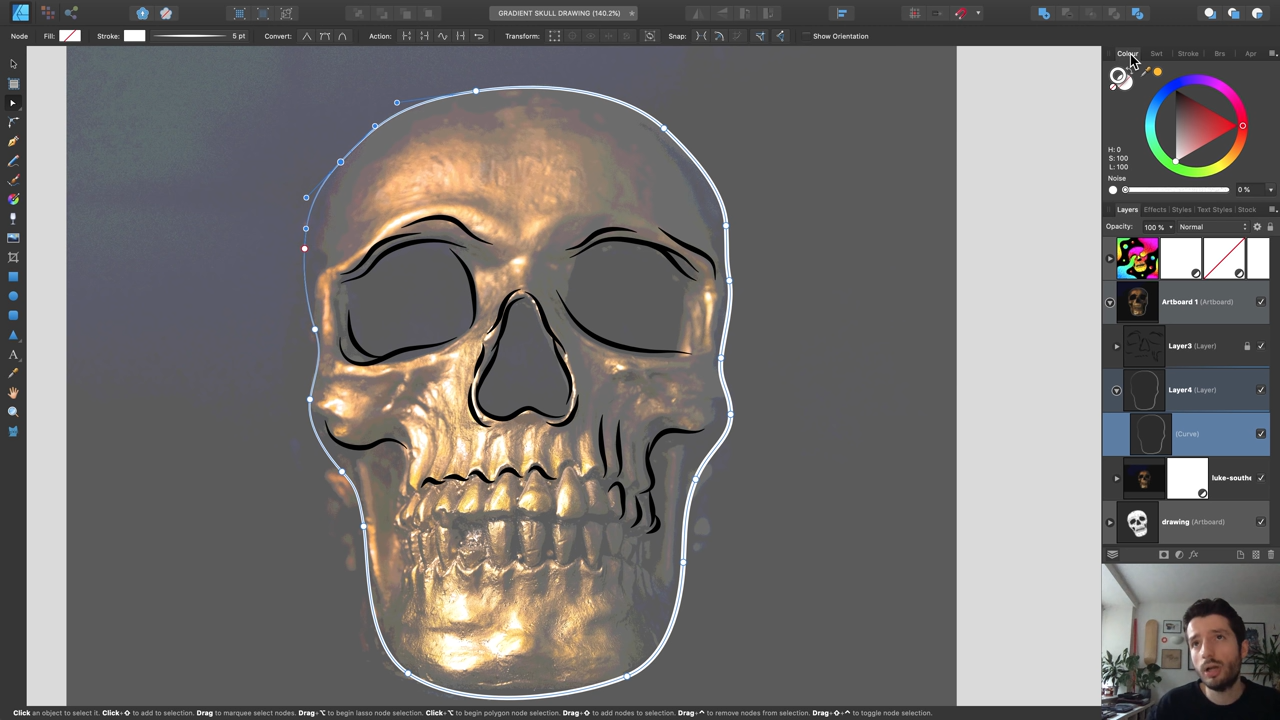 GRADIENT SKULL DRAWING (140.2%)
Node Fill: Stroke: 5 pt Convert: Action: Transform: Snap: Show Orientation
Colour Swt Stroke Brs Apr
H: 0
S: 100
L: 100
Noise
0 %
Layers Effects Styles Text Styles Stock
Opacity: 100 % Normal
Artboard 1 (Artboard)
Layer3 (Layer)
Layer4 (Layer)
(Curve)
luke-southe
drawing (Artboard)
fx
A
Click an object to select it. Click+⇧ to add to selection. Drag to marquee select nodes. Drag+⌥ to begin lasso node selection. Click+⌥ to begin polygon node selection. Drag+⇧ to add nodes to selection. Drag+⌃ to remove nodes from selection. Drag+⇧+⌃ to toggle node selection.